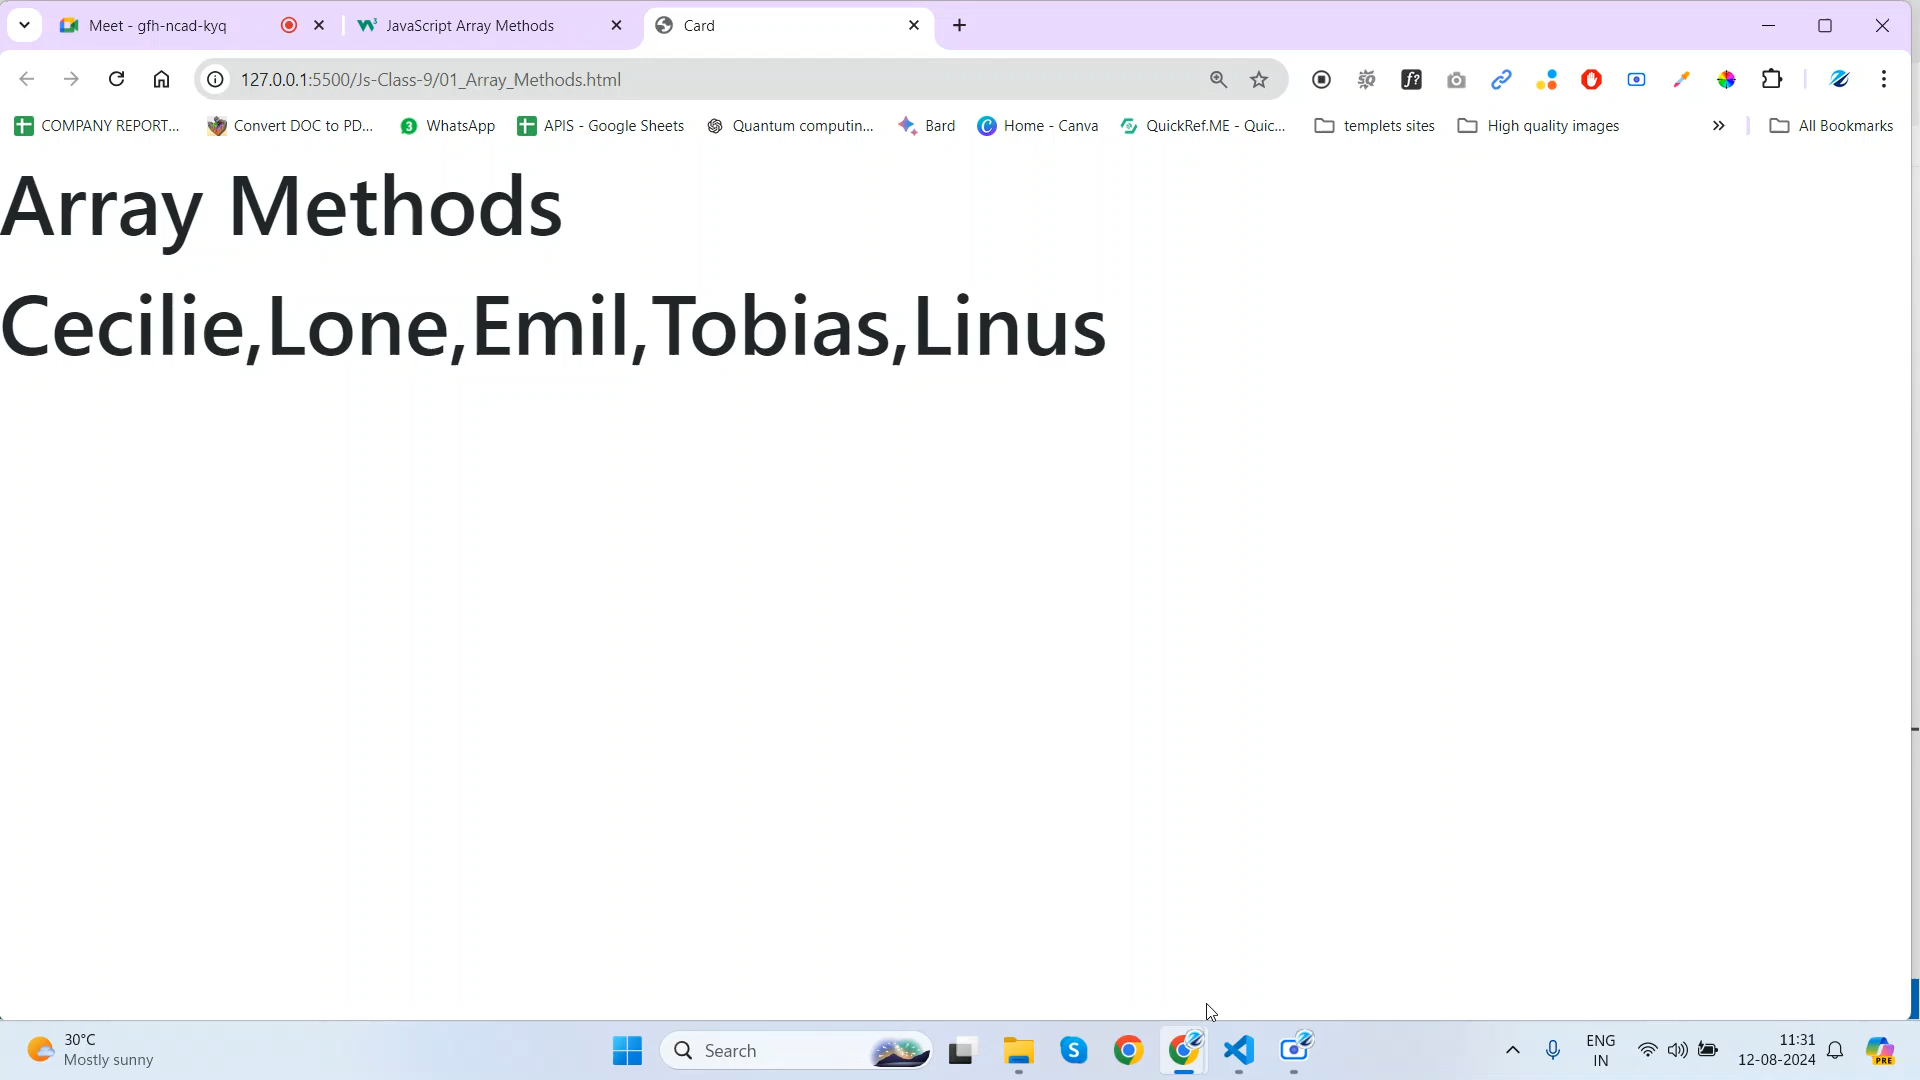 Meet - gfh-ncad-kyq
JavaScript Array Methods
Card
127.0.0.1:5500/Js-Class-9/01_Array_Methods.html
COMPANY REPORT...
Convert DOC to PD...
WhatsApp
APIS - Google Sheets
Quantum computin...
Bard
Home - Canva
QuickRef.ME - Quic...
templets sites
High quality images
All Bookmarks
Array Methods
Cecilie,Lone,Emil,Tobias,Linus
30°C
Mostly sunny
Search
ENG
IN
11:31
12-08-2024
PRE